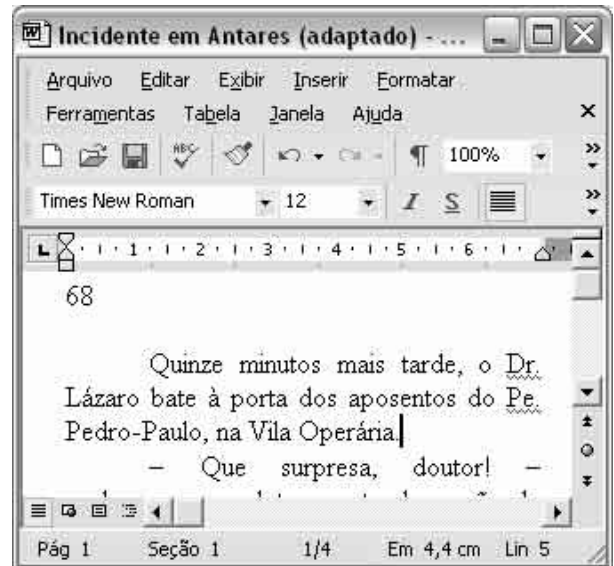 Incidente em Antares (adaptado) - ...
Arquivo Editar Exibir Inserir Formatar
Ferramentas Tabela Janela Ajuda
ABC 100%
Times New Roman 12 I S
1 2 3 4 5 6
68
Quinze minutos mais tarde, o Dr.
Lázaro bate à porta dos aposentos do Pe.
Pedro-Paulo, na Vila Operária.
– Que surpresa, doutor! –
Pág 1 Seção 1 1/4 Em 4,4 cm Lin 5